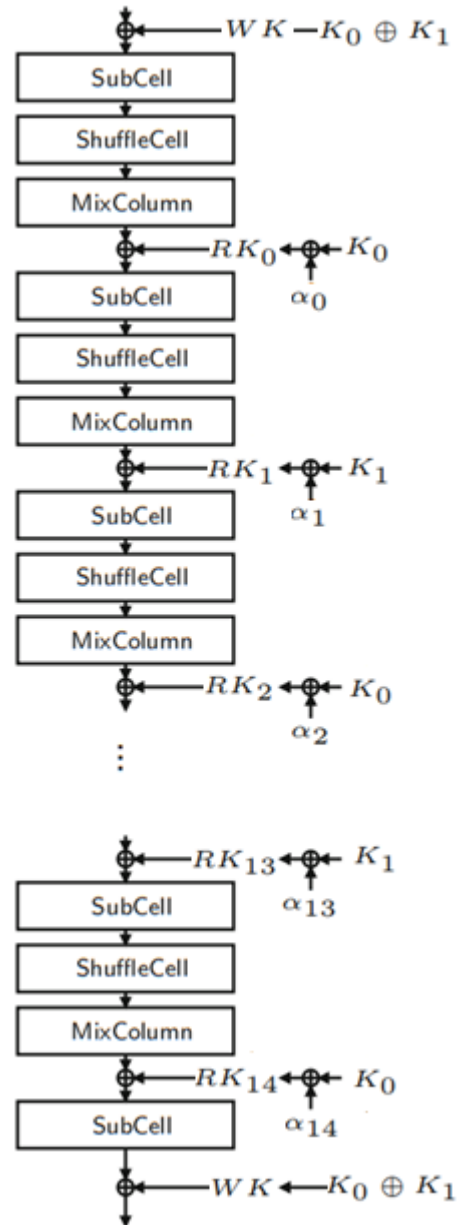 WK K₀ ⊕ K₁
SubCell
ShuffleCell
MixColumn
RK₀ K₀
α₀
SubCell
ShuffleCell
MixColumn
RK₁ K₁
α₁
SubCell
ShuffleCell
MixColumn
RK₂ K₀
α₂
⋮
RK₁₃ K₁
α₁₃
SubCell
ShuffleCell
MixColumn
RK₁₄ K₀
α₁₄
SubCell
WK K₀ ⊕ K₁